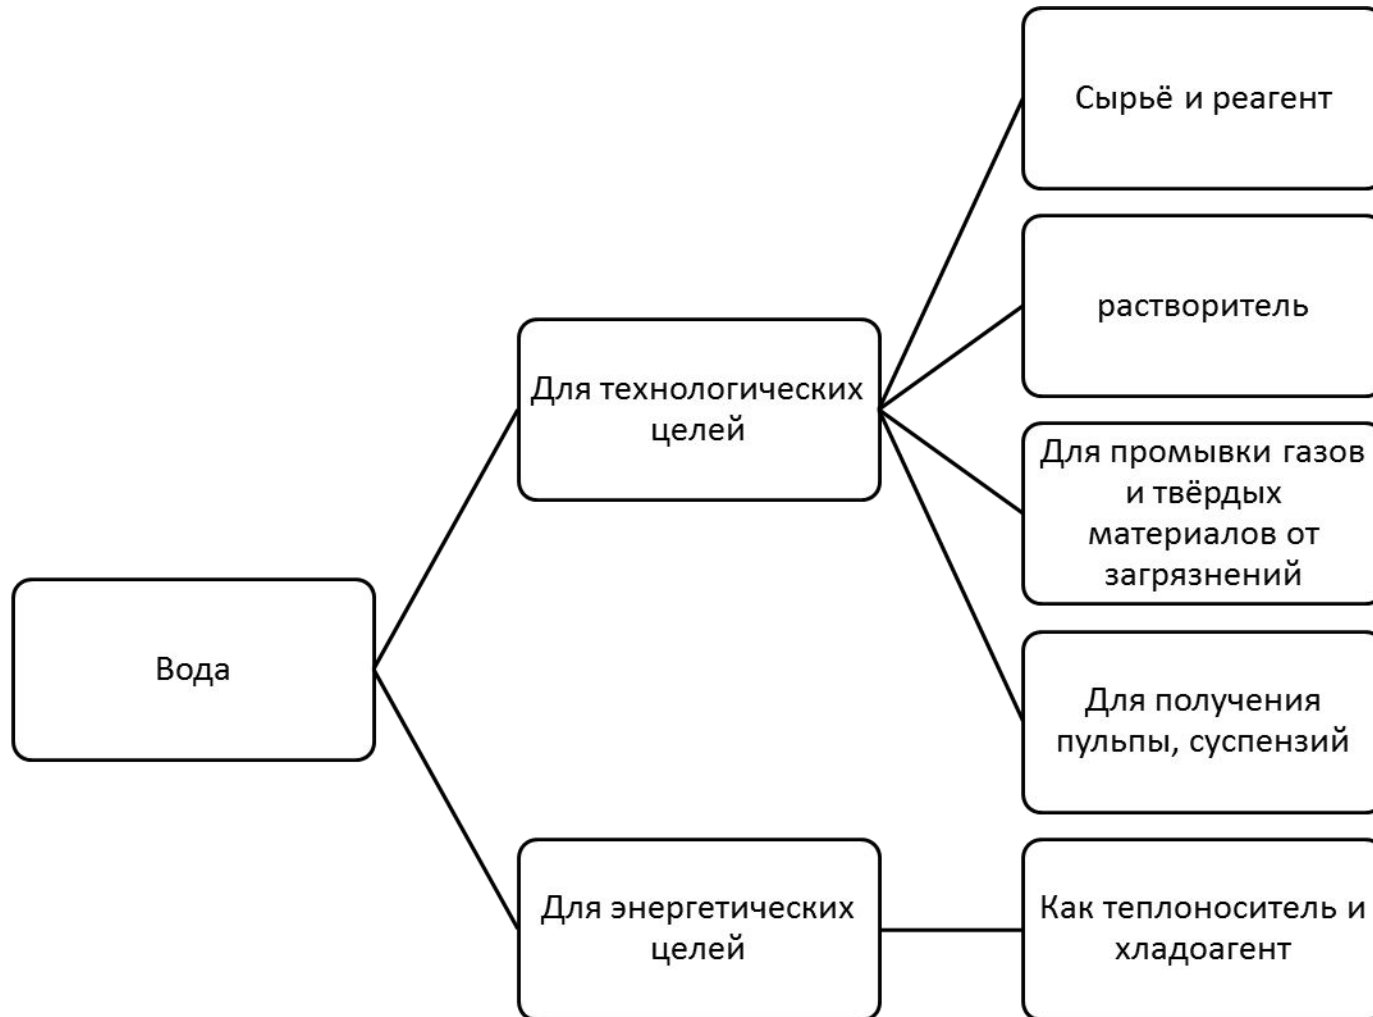 Сырьё и реагент
растворитель
Для технологических
целей
Для промывки газов
и твёрдых
материалов от
загрязнений
Вода
Для получения
пульпы, суспензий
Для энергетических
целей
Как теплоноситель и
хладоагент